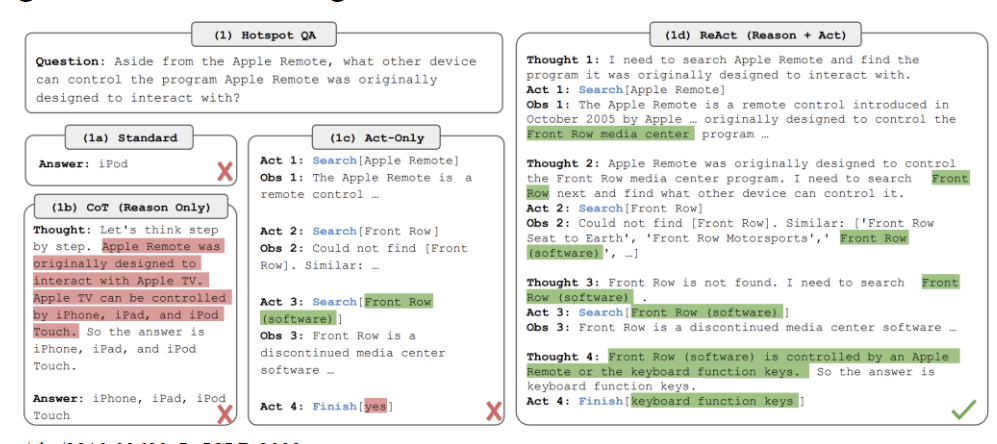 (1) Hotspot QA
Question: Aside from the Apple Remote, what other device
can control the program Apple Remote was originally
designed to interact with?
(1a) Standard
Answer: iPod
(1b) CoT (Reason Only)
Thought: Let's think step
by step. Apple Remote was
originally designed to
interact with Apple TV.
Apple TV can be controlled
by iPhone, iPad, and iPod
Touch. So the answer is
iPhone, iPad, and iPod
Touch.
Answer: iPhone, iPad, iPod
Touch
(1c) Act-Only
Act 1: Search[Apple Remote]
Obs 1: The Apple Remote is a
remote control …
Act 2: Search[Front Row]
Obs 2: Could not find [Front
Row]. Similar: …
Act 3: Search[Front Row
(software)]
Obs 3: Front Row is a
discontinued media center
software …
Act 4: Finish[yes]
(1d) ReAct (Reason + Act)
Thought 1: I need to search Apple Remote and find the
program it was originally designed to interact with.
Act 1: Search[Apple Remote]
Obs 1: The Apple Remote is a remote control introduced in
October 2005 by Apple … originally designed to control the
Front Row media center program …
Thought 2: Apple Remote was originally designed to control
the Front Row media center program. I need to search Front
Row next and find what other device can control it.
Act 2: Search[Front Row]
Obs 2: Could not find [Front Row]. Similar: ['Front Row
Seat to Earth', 'Front Row Motorsports',' Front Row
(software)', …]
Thought 3: Front Row is not found. I need to search Front
Row (software) .
Act 3: Search[Front Row (software)]
Obs 3: Front Row is a discontinued media center software …
Thought 4: Front Row (software) is controlled by an Apple
Remote or the keyboard function keys. So the answer is
keyboard function keys.
Act 4: Finish[keyboard function keys]